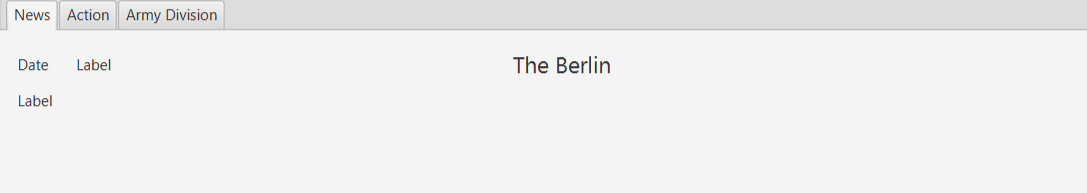 News Action Army Division
Date Label The Berlin
Label